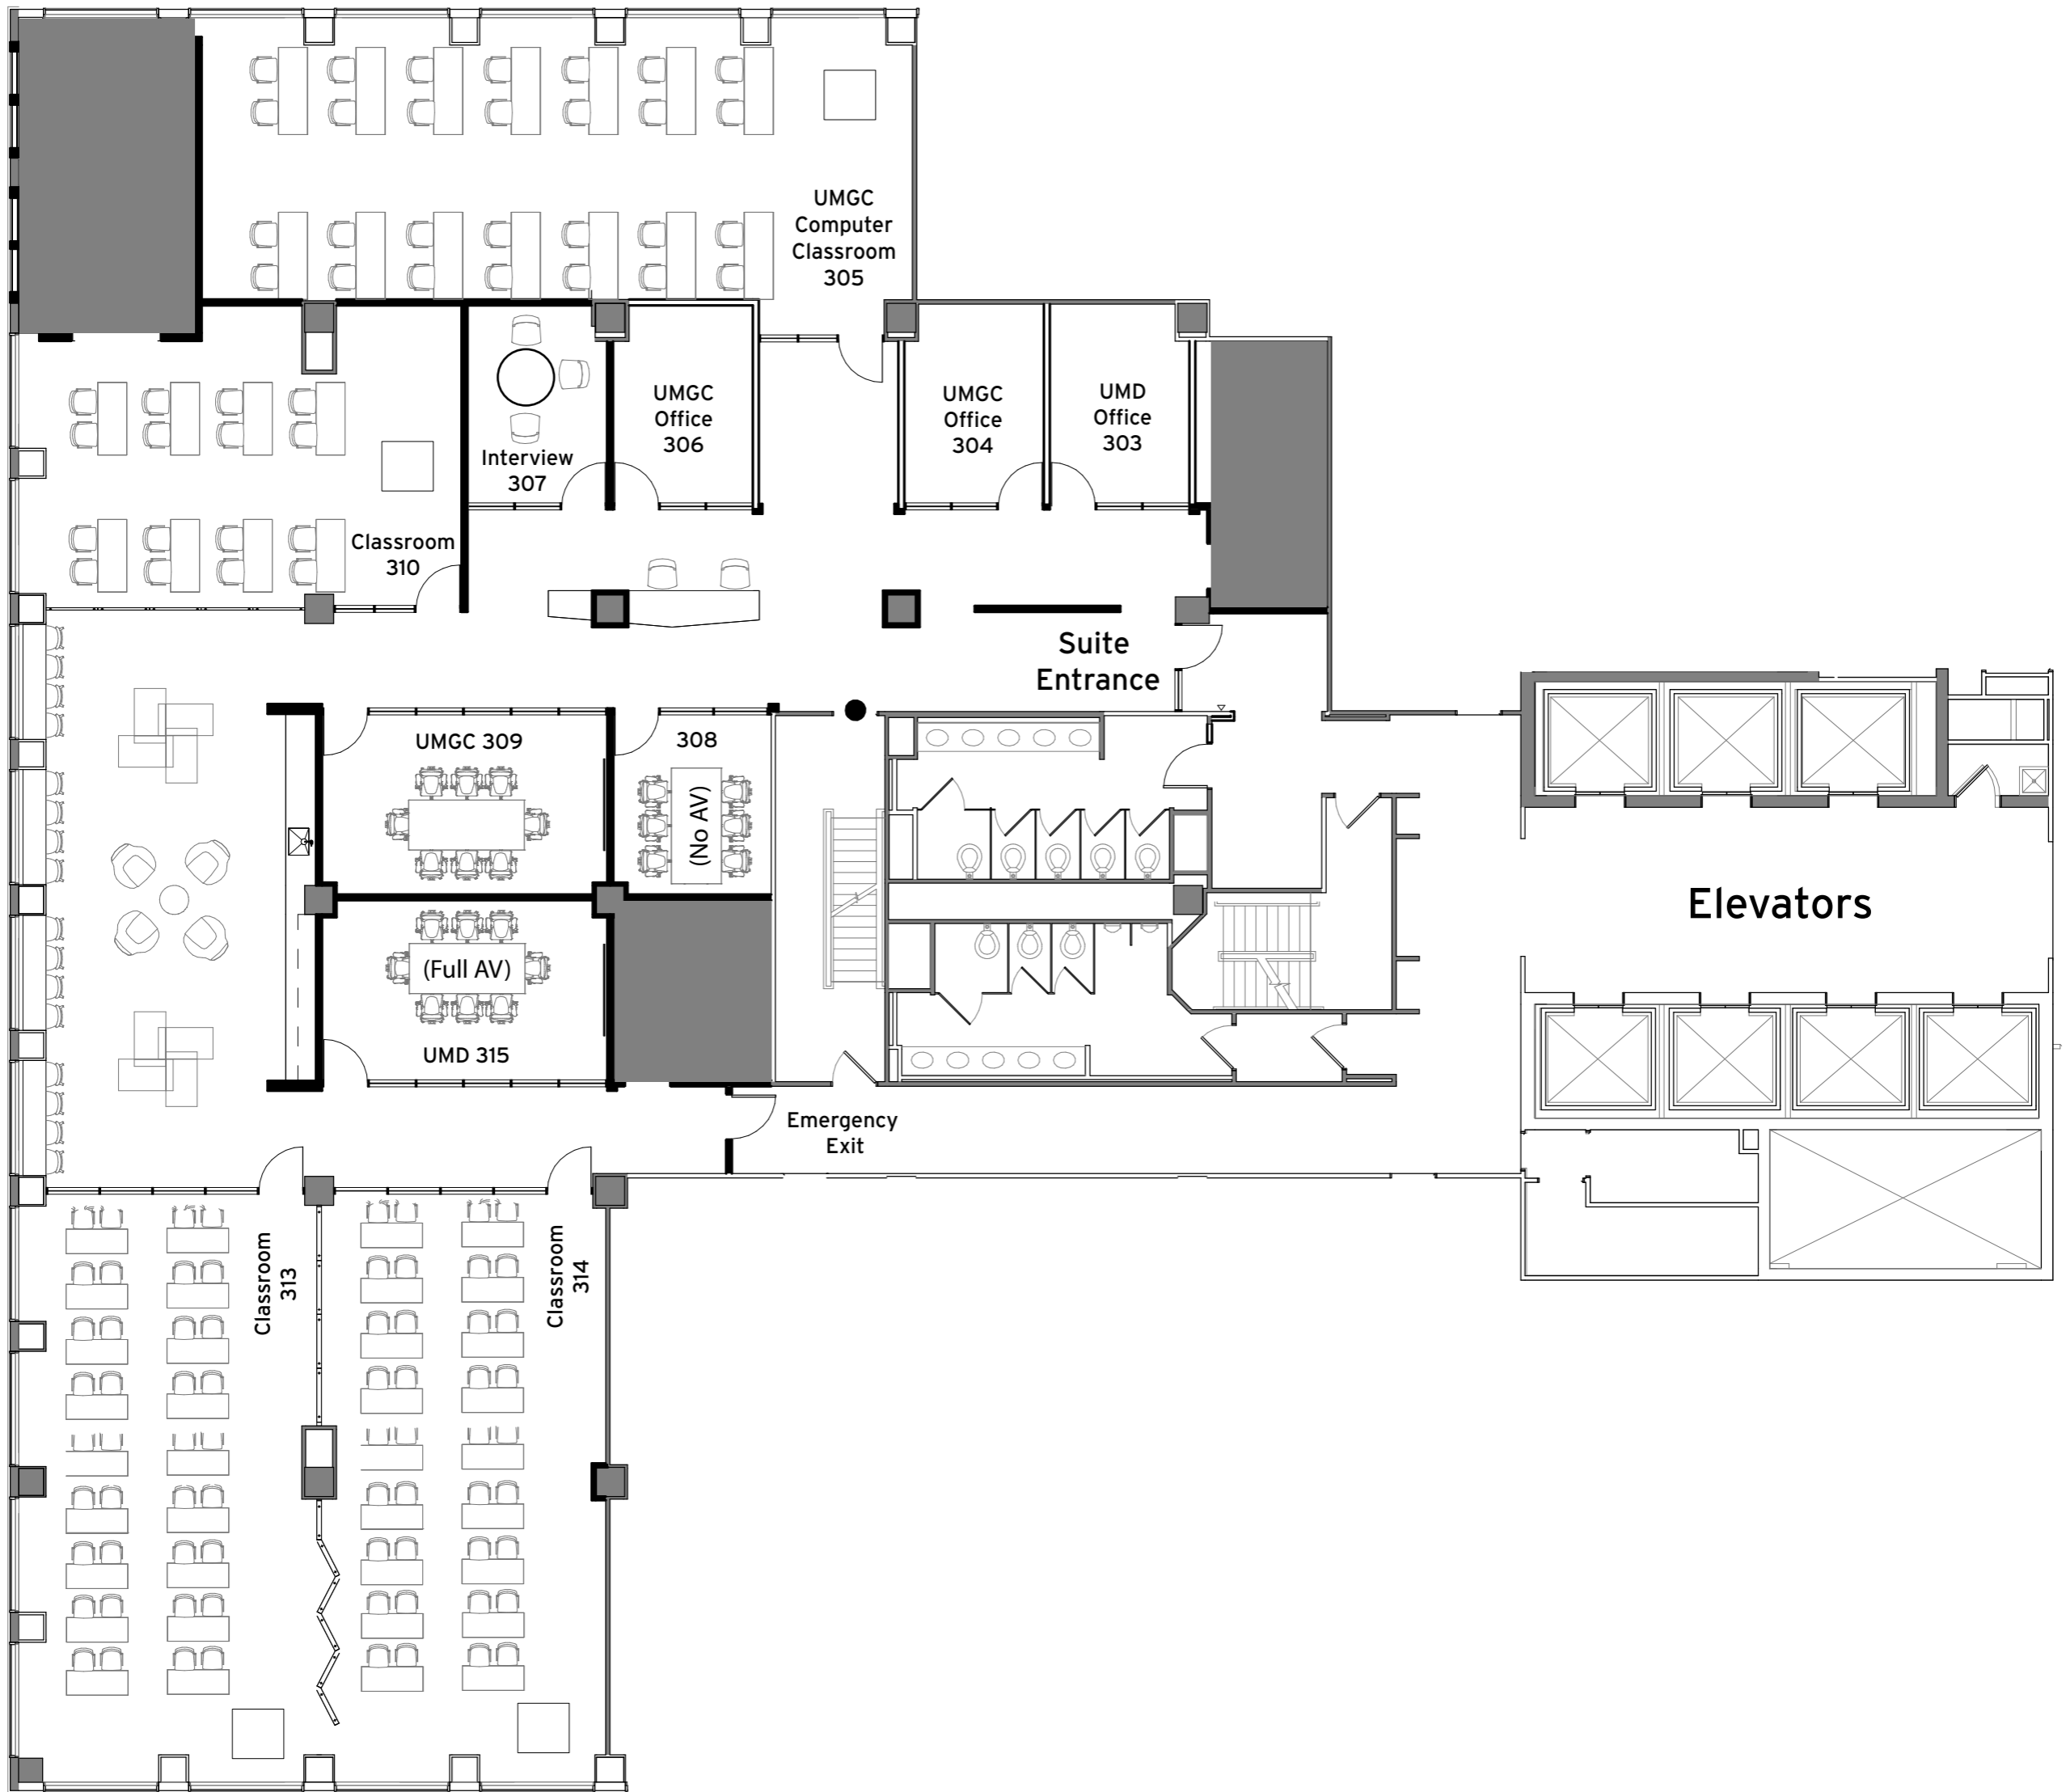 UMGC
Computer
Classroom
305
UMGC
Office
306
UMGC
Office
304
UMD
Office
303
Interview
307
Classroom
310
Suite
Entrance
UMGC 309
308
(No AV)
Elevators
(Full AV)
UMD 315
Emergency
Exit
Classroom
313
Classroom
314